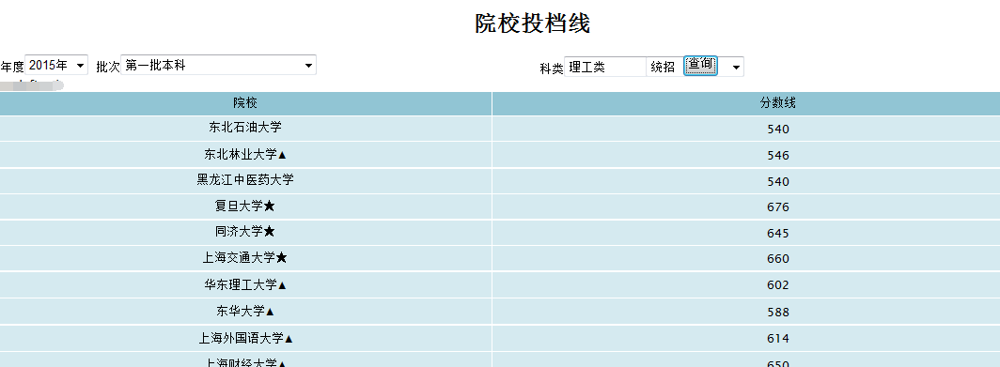 院校投档线
年度 2015年 批次 第一批本科 科类 理工类 统招 查询
院校 分数线
东北石油大学 540
东北林业大学▲ 546
黑龙江中医药大学 540
复旦大学★ 676
同济大学★ 645
上海交通大学★ 660
华东理工大学▲ 602
东华大学▲ 588
上海外国语大学▲ 614
上海财经大学▲ 650